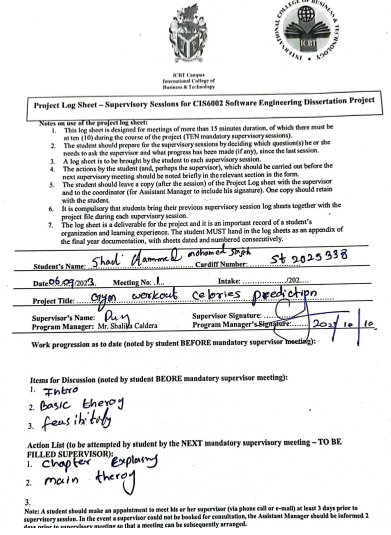 INTERNATIONAL COLLEGE OF BUSINESS & TECHNOLOGY
ICBT
ICBT Campus
International College of
Business & Technology
Project Log Sheet – Supervisory Sessions for CIS6002 Software Engineering Dissertation Project
Notes on use of the project log sheet:
1. This log sheet is designed for meetings of more than 15 minutes duration, of which there must be
at ten (10) during the course of the project (TEN mandatory supervisory sessions).
2. The student should prepare for the supervisory sessions by deciding which question(s) he or she
needs to ask the supervisor and what progress has been made (if any), since the last session.
3. A log sheet is to be brought by the student to each supervisory session.
4. The actions by the student (and, perhaps the supervisor), which should be carried out before the
next supervisory meeting should be noted briefly in the relevant section in the form.
5. The student should leave a copy (after the session) of the Project Log sheet with the supervisor
and to the coordinator (for Assistant Manager to include his signature). One copy should retain
with the student.
6. It is compulsory that students bring their previous supervisory session log sheets together with the
project file during each supervisory session.
7. The log sheet is a deliverable for the project and is an important record of a student's
organization and learning experience. The student MUST hand in the log sheets as an appendix of
the final year documentation, with sheets dated and numbered consecutively.
Student's Name: Shadi mohamed Cardiff Number: St 2025338
Date 06.09/2023. Meeting No: 1. Intake: /202....
Project Title: Gym workout celories prediction
Supervisor's Name: Supervisor Signature:
Program Manager: Mr. Shalika Caldera Program Manager's Signature: 10 10
Work progression as to date (noted by student BEFORE mandatory supervisor meeting):
Items for Discussion (noted by student BEORE mandatory supervisor meeting):
1. Intro
2. Basic theroy
3. feasibility
Action List (to be attempted by student by the NEXT mandatory supervisory meeting – TO BE
FILLED SUPERVISOR):
1. Chapter
2. main theroy
3.
Note: A student should make an appointment to meet his or her supervisor (via phone call or e-mail) at least 3 days prior to
supervisory session. In the event a supervisor could not be booked for consultation, the Assistant Manager should be informed 2
days prior to supervisory meeting so that a meeting can be subsequently arranged.